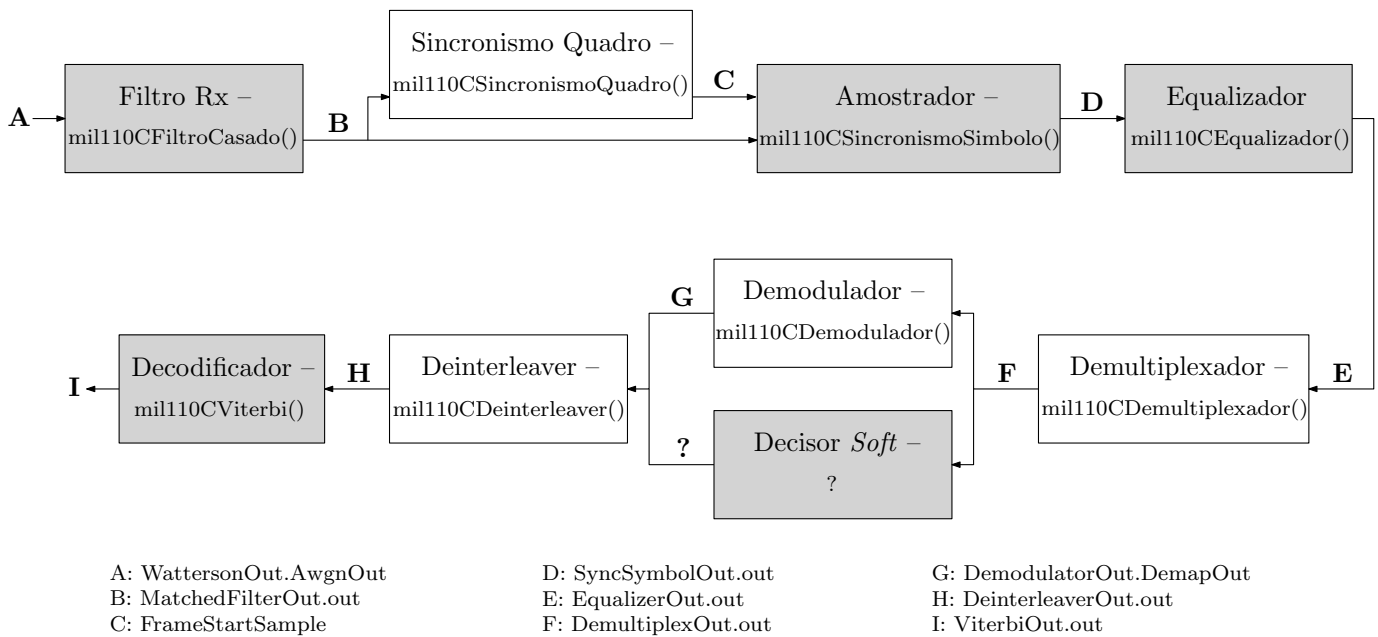 Sincronismo Quadro –
mil110CSincronismoQuadro()
Filtro Rx –
mil110CFiltroCasado()
Amostrador –
mil110CSincronismoSimbolo()
Equalizador
mil110CEqualizador()
A
B
C
D
Demodulador –
mil110CDemodulador()
G
Decodificador –
mil110CViterbi()
Deinterleaver –
mil110CDeinterleaver()
Demultiplexador –
mil110CDemultiplexador()
I
H
F
E
Decisor Soft –
?
?
A: WattersonOut.AwgnOut
B: MatchedFilterOut.out
C: FrameStartSample
D: SyncSymbolOut.out
E: EqualizerOut.out
F: DemultiplexOut.out
G: DemodulatorOut.DemapOut
H: DeinterleaverOut.out
I: ViterbiOut.out